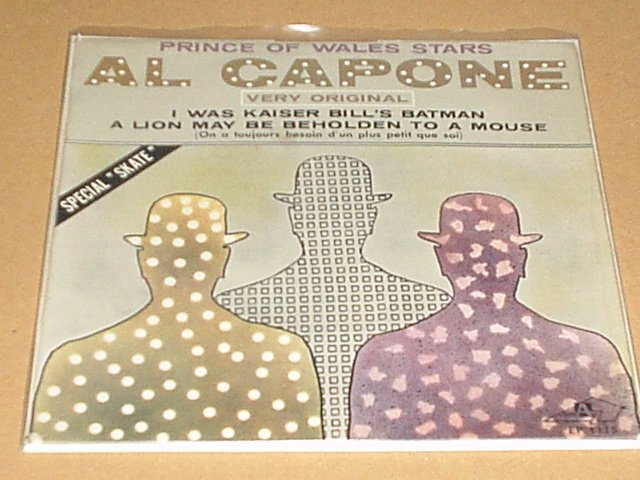 PRINCE OF WALES STARS
AL CAPONE
VERY ORIGINAL
I WAS KAISER BILL'S BATMAN
A LION MAY BE BEHOLDEN TO A MOUSE
(On a toujours besoin d'un plus petit que soi)
SPECIAL "SKATE"